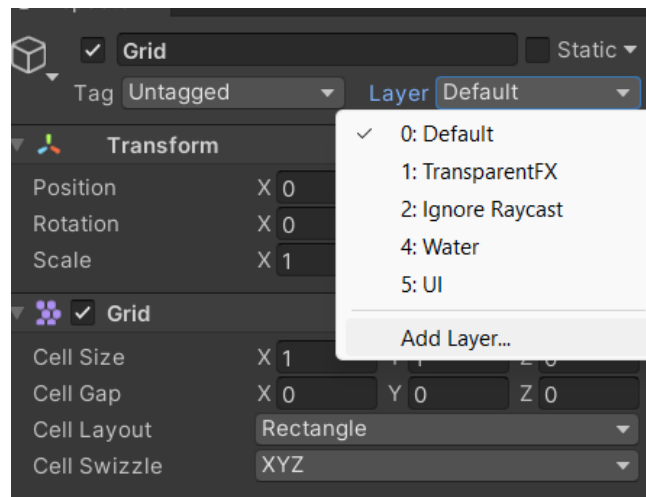 Grid Static
Tag Untagged Layer Default
0: Default
1: TransparentFX
2: Ignore Raycast
4: Water
5: UI
Add Layer...
Transform
Position X 0
Rotation X 0
Scale X 1
Grid
Cell Size X 1
Cell Gap X 0 Y 0 Z 0
Cell Layout Rectangle
Cell Swizzle XYZ